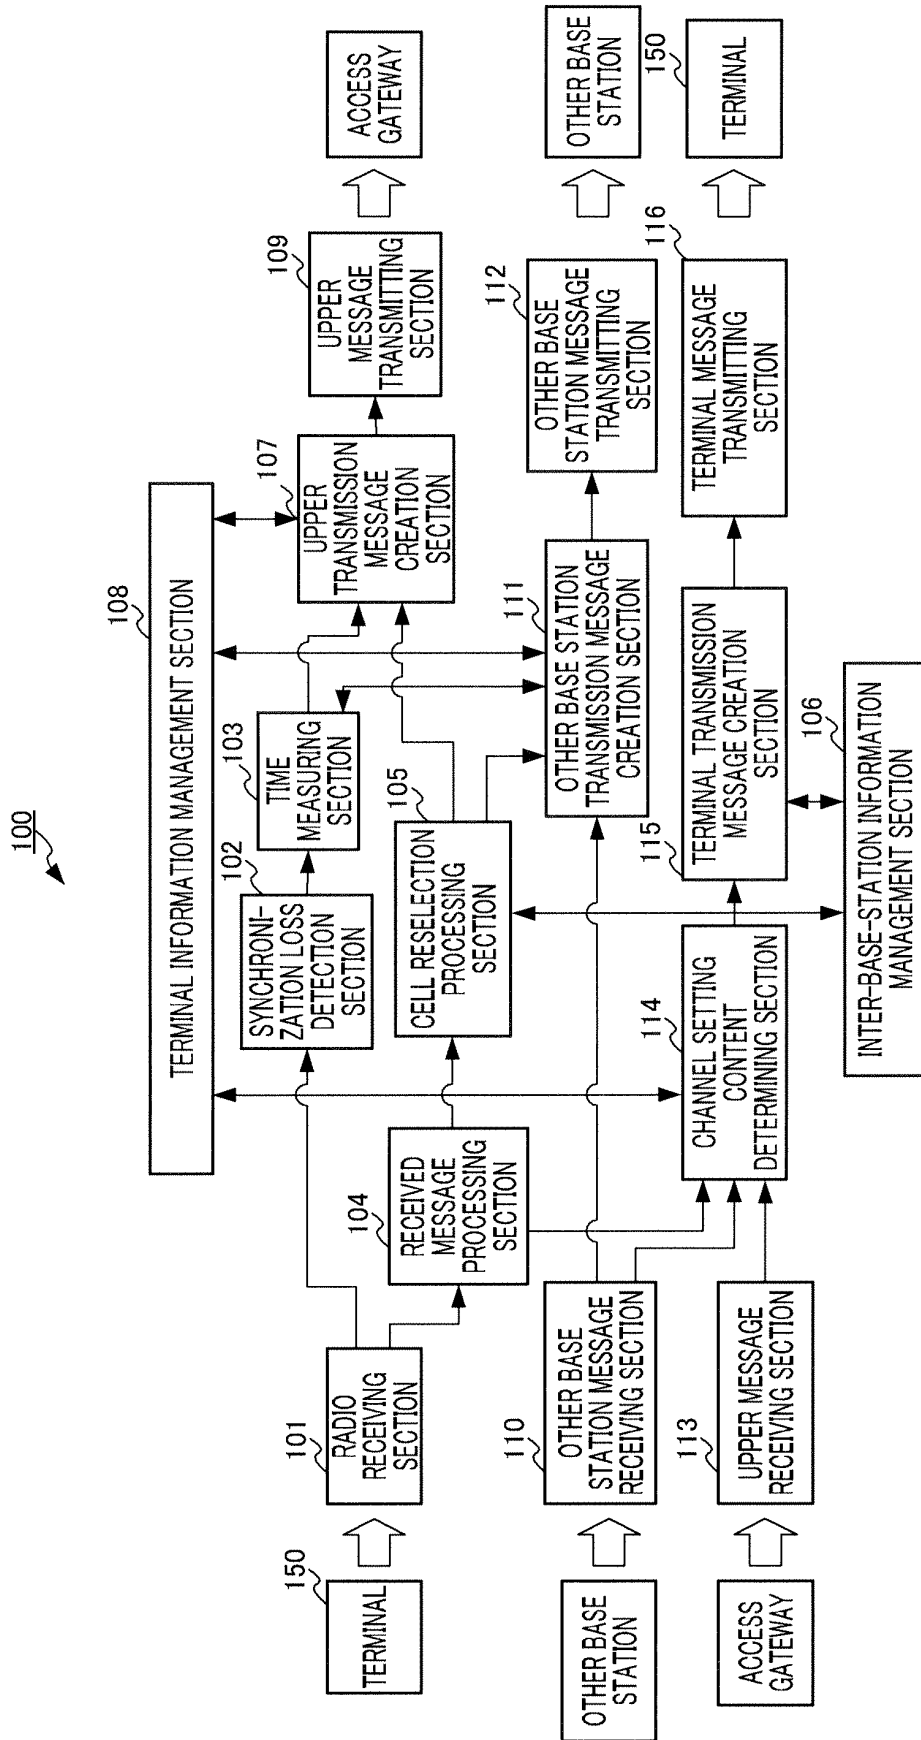 100
108
TERMINAL INFORMATION MANAGEMENT SECTION
150
TERMINAL
101
RADIO
RECEIVING
SECTION
102
SYNCHRONI-
ZATION LOSS
DETECTION
SECTION
103
TIME
MEASURING
SECTION
107
UPPER
TRANSMISSION
MESSAGE
CREATION
SECTION
109
UPPER
MESSAGE
TRANSMITTING
SECTION
ACCESS
GATEWAY
104
RECEIVED
MESSAGE
PROCESSING
SECTION
105
CELL RESELECTION
PROCESSING
SECTION
OTHER BASE
STATION
110
OTHER BASE
STATION MESSAGE
RECEIVING SECTION
111
OTHER BASE STATION
TRANSMISSION MESSAGE
CREATION SECTION
112
OTHER BASE
STATION MESSAGE
TRANSMITTING
SECTION
OTHER BASE
STATION
ACCESS
GATEWAY
113
UPPER MESSAGE
RECEIVING SECTION
114
CHANNEL SETTING
CONTENT
DETERMINING SECTION
115
TERMINAL TRANSMISSION
MESSAGE CREATION
SECTION
116
TERMINAL MESSAGE
TRANSMITTING
SECTION
150
TERMINAL
106
INTER-BASE-STATION INFORMATION
MANAGEMENT SECTION